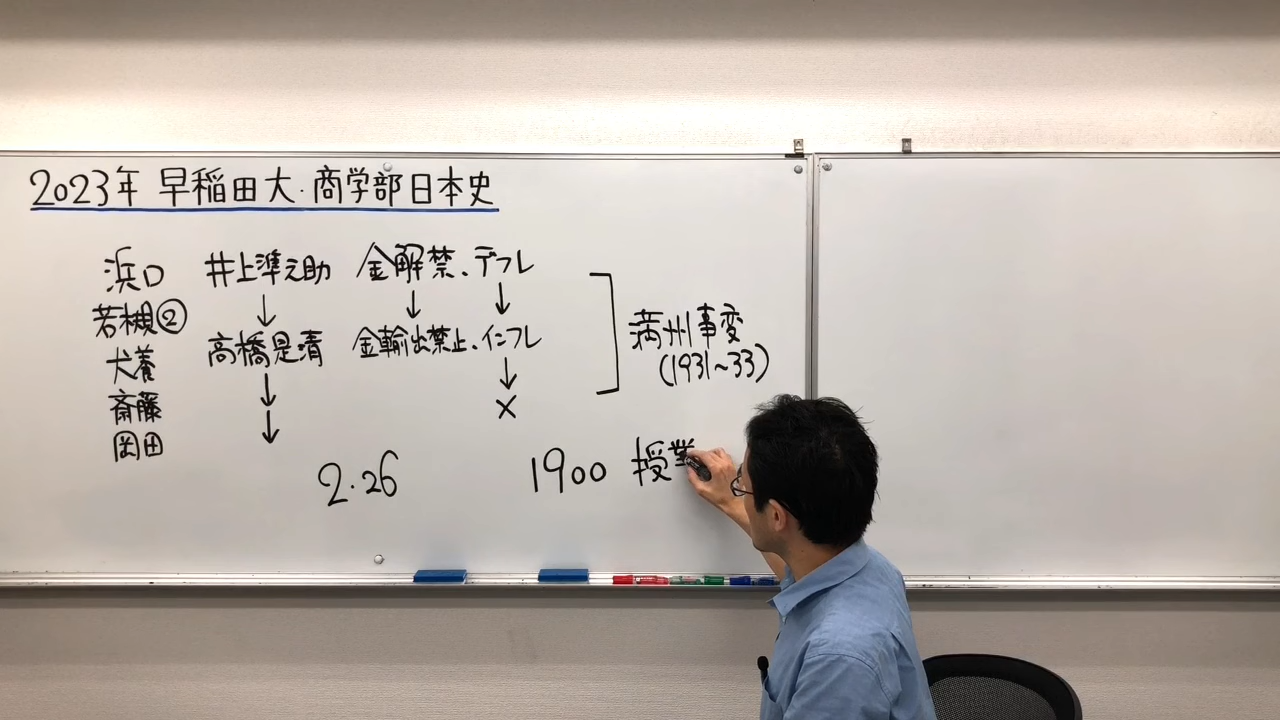 2023年 早稲田大・商学部日本史
浜口 井上準之助 金解禁、デフレ
↓ ↓ ↓
若槻② 高橋是清 金輸出禁止、インフレ
犬養 ↓ ↓
斎藤 ↓ ×
岡田
満州事変
(1931~33)
2・26
1900 授業